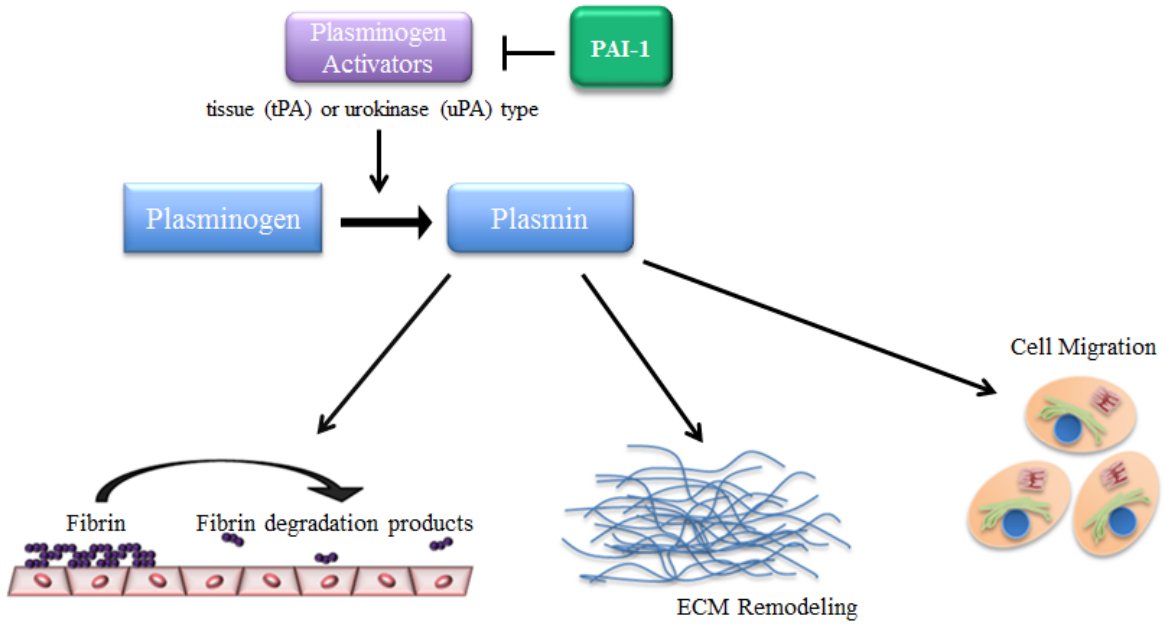 Plasminogen
Activators
PAI-1
tissue (tPA) or urokinase (uPA) type
Plasminogen
Plasmin
Cell Migration
Fibrin
Fibrin degradation products
ECM Remodeling